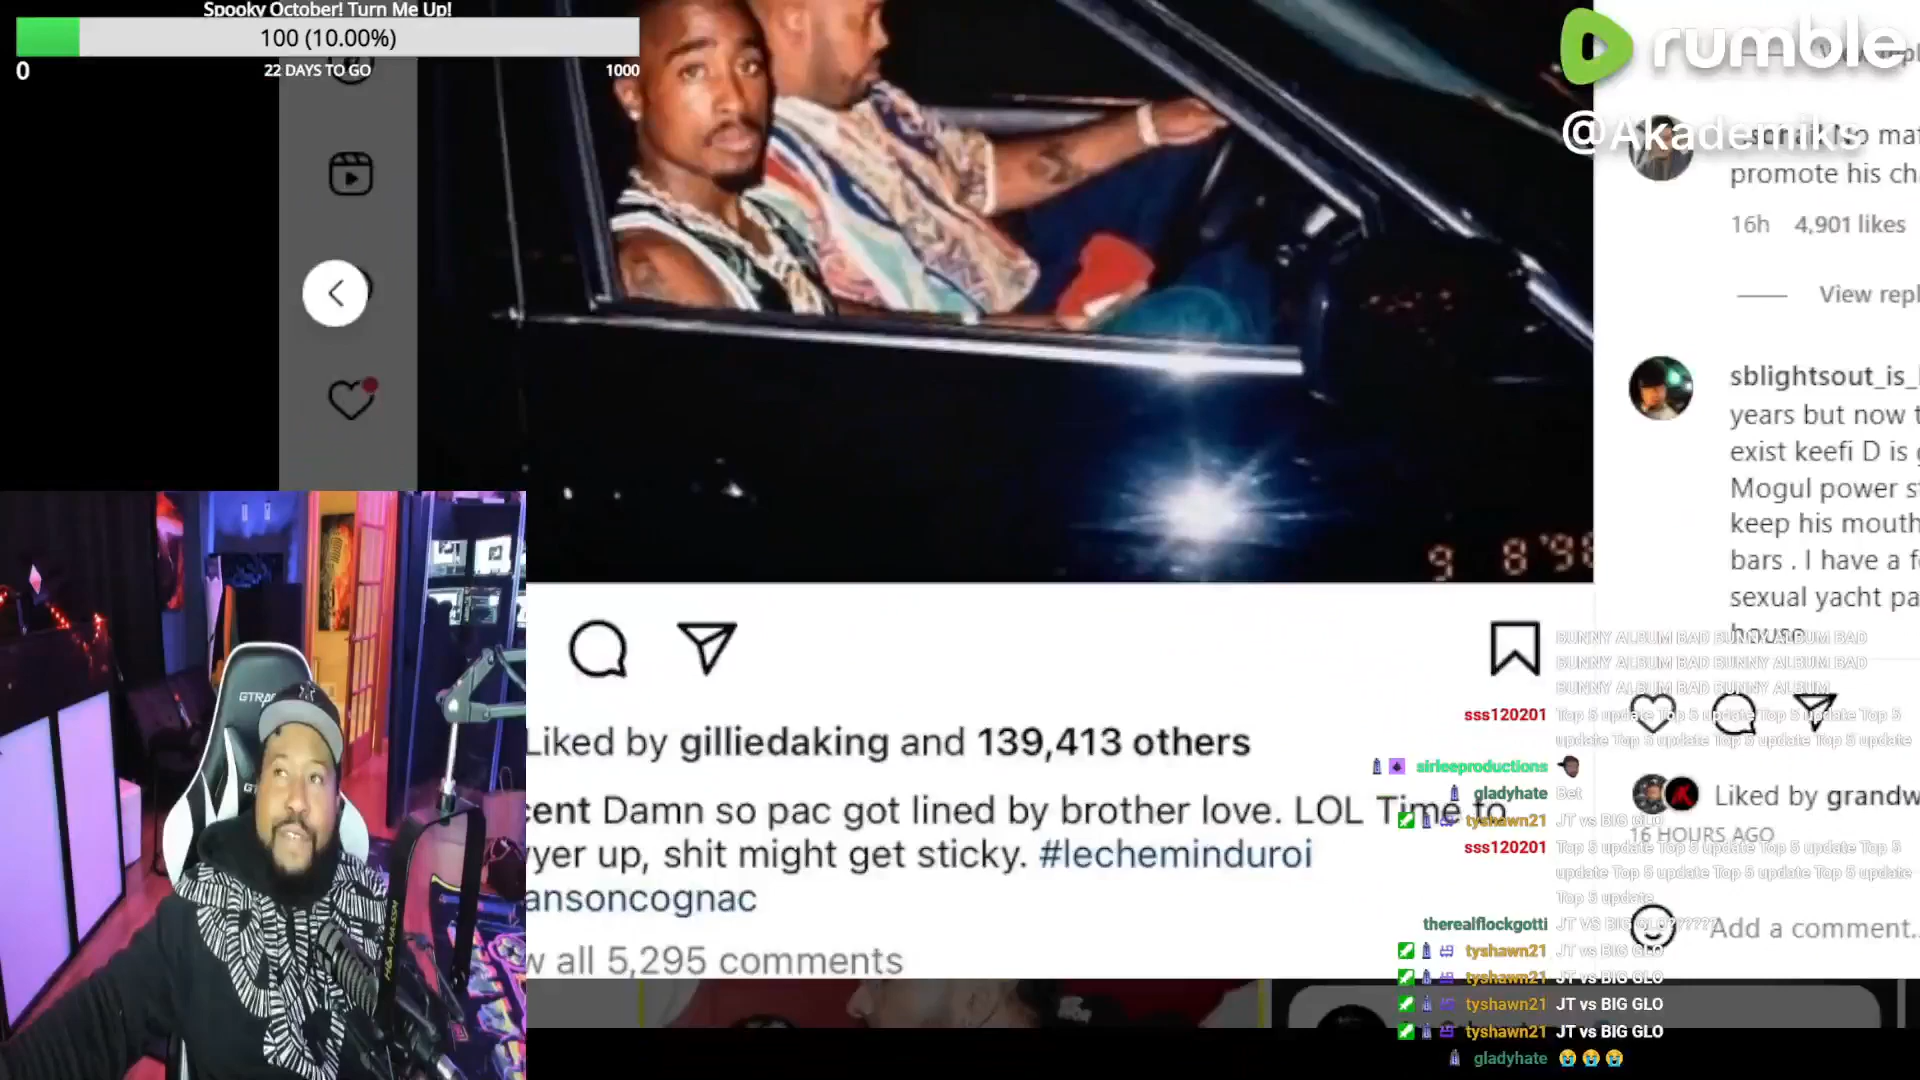 Spooky October! Turn Me Up!
100 (10.00%)
0
22 DAYS TO GO
1000
rumble
@Akademiks
No mat
promote his ch
16h 4,901 likes
View repl
sblightsout_is_
years but now t
exist keefi D is
Mogul power s
keep his mouth
bars . I have a f
sexual yacht pa
house
9 8'96
GTRA
Liked by gilliedaking and 139,413 others
cent Damn so pac got lined by brother love. LOL Time to
yer up, shit might get sticky. #lecheminduroi
ansoncognac
w all 5,295 comments
BUNNY ALBUM BAD BUNNY ALBUM BAD
BUNNY ALBUM BAD BUNNY ALBUM BAD
BUNNY ALBUM BAD BUNNY ALBUM
sss120201 Top 5 update Top 5 update Top 5 update Top 5
update Top 5 update Top 5 update Top 5 update
sirleeproductions
gladyhate Bet
tyshawn21 JT vs BIG GLO
sss120201 Top 5 update Top 5 update Top 5 update Top 5
update Top 5 update Top 5 update Top 5 update
Top 5 update
therealflockgotti JT VS BIG GLO??????
tyshawn21 JT vs BIG GLO
tyshawn21 JT vs BIG GLO
tyshawn21 JT vs BIG GLO
tyshawn21 JT vs BIG GLO
gladyhate 😭😭😭
Liked by grandw
16 HOURS AGO
Add a comment..